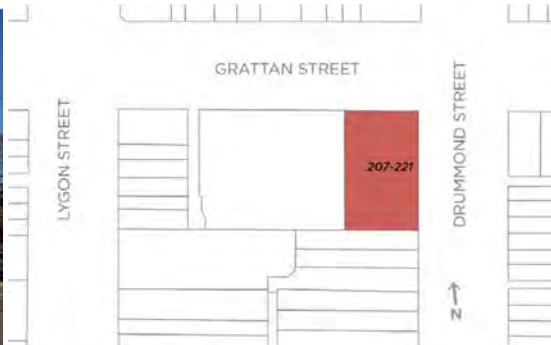 GRATTAN STREET
LYGON STREET
DRUMMOND STREET
207-221
N